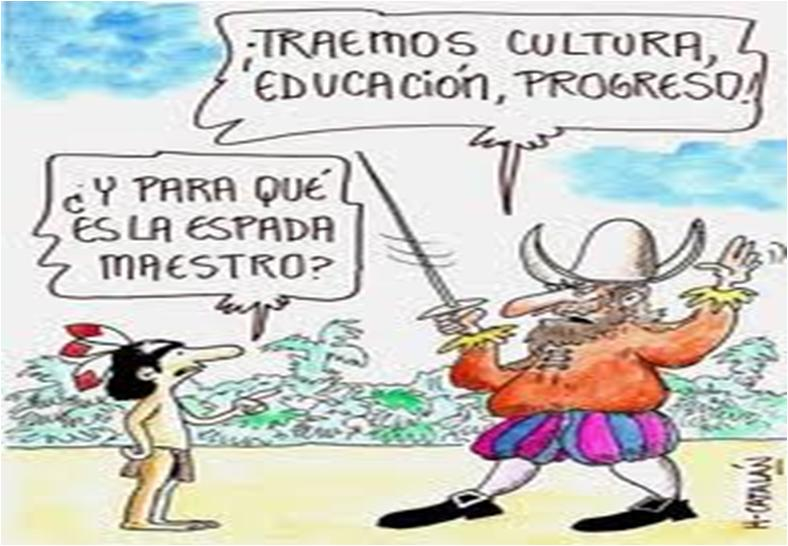 ¡TRAEMOS CULTURA,
EDUCACIÓN, PROGRESO!
¿Y PARA QUÉ
ES LA ESPADA
MAESTRO?
H-CATALÁN